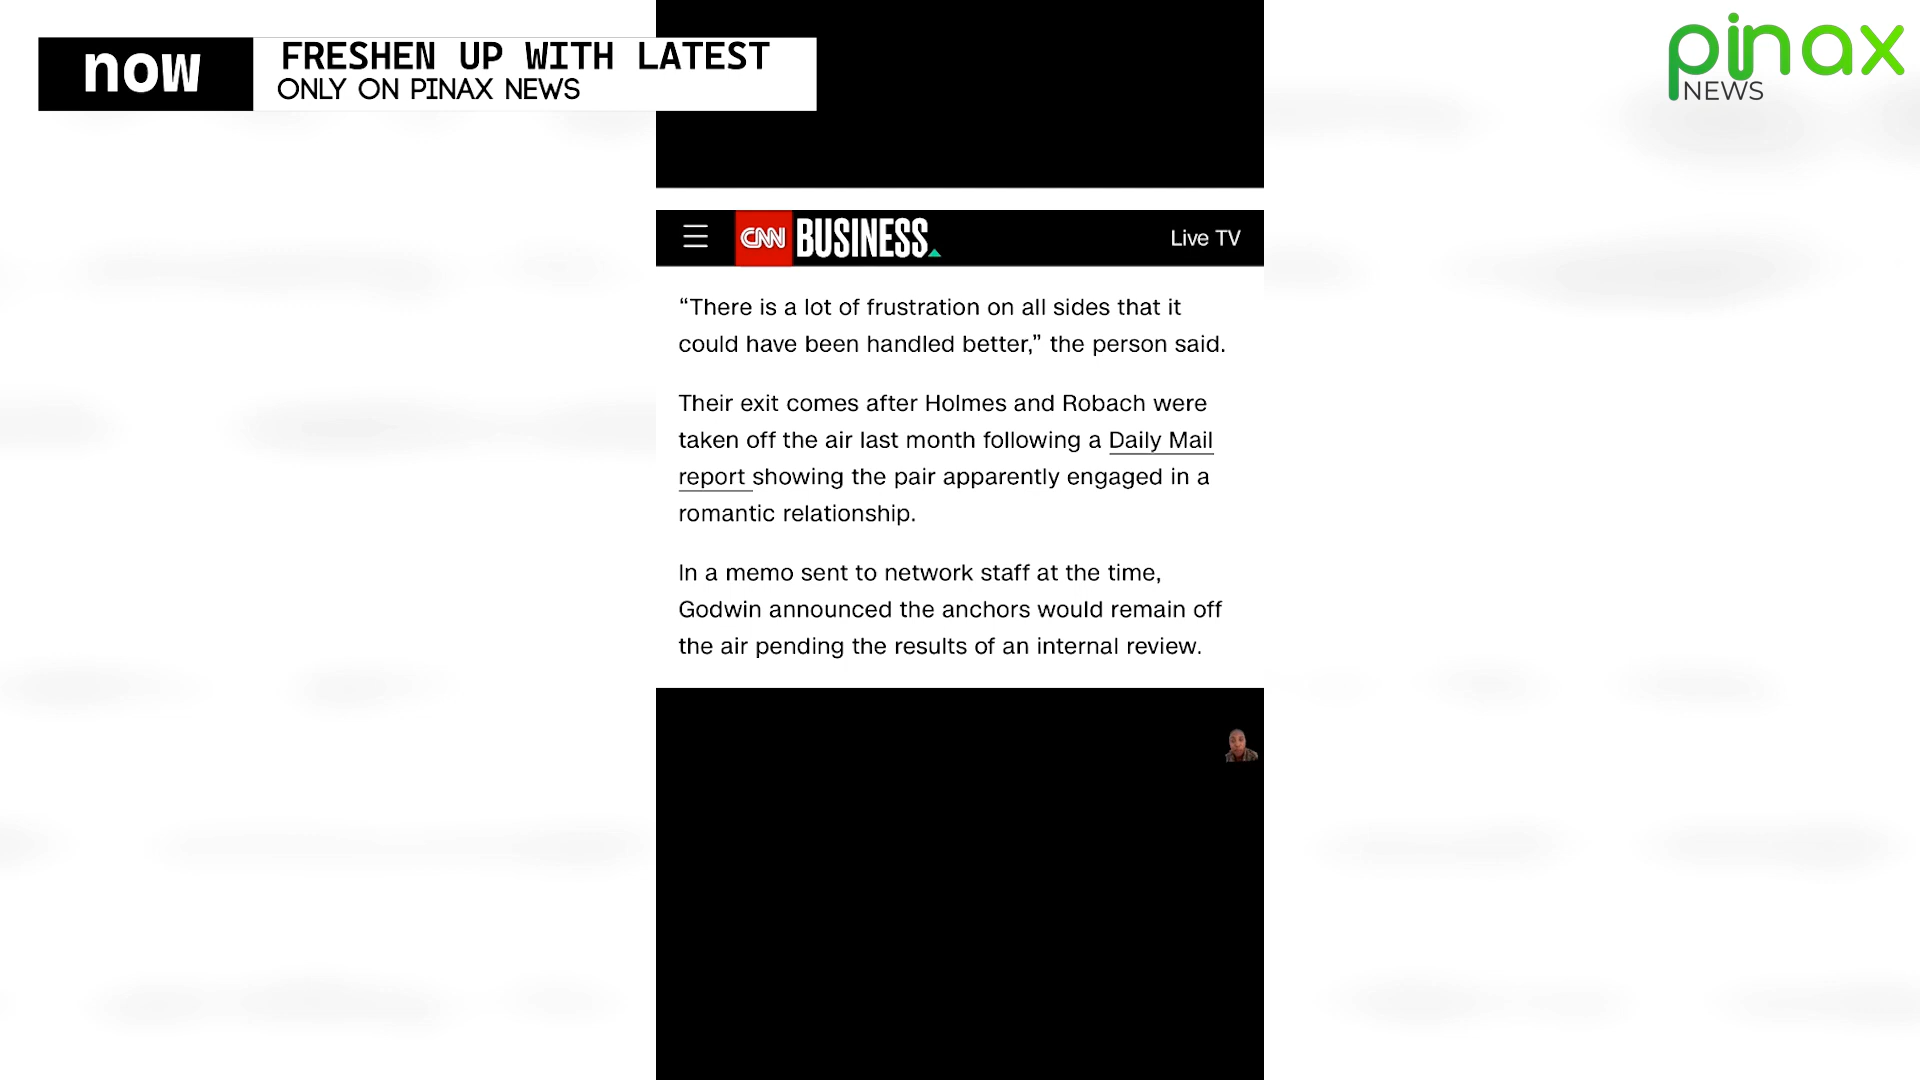 now
FRESHEN UP WITH LATEST
ONLY ON PINAX NEWS
pinax
NEWS
CNN BUSINESS
Live TV
“There is a lot of frustration on all sides that it
could have been handled better,” the person said.
Their exit comes after Holmes and Robach were
taken off the air last month following a Daily Mail
report showing the pair apparently engaged in a
romantic relationship.
In a memo sent to network staff at the time,
Godwin announced the anchors would remain off
the air pending the results of an internal review.